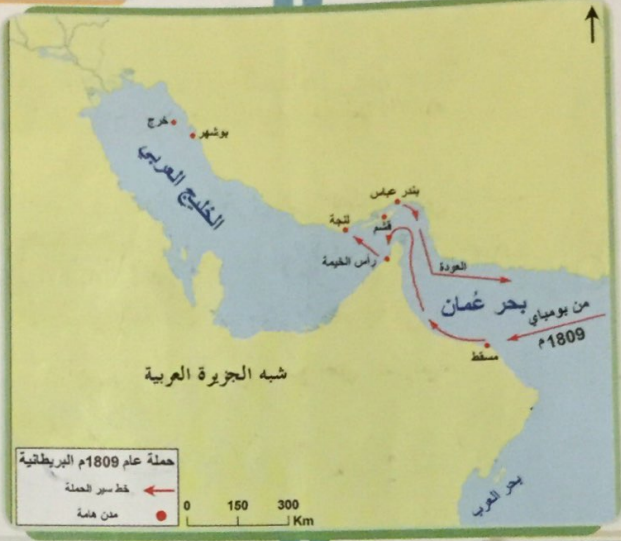 خرج
بوشهر
الخليج العربي
بندر عباس
قشم
لنجة
رأس الخيمة
العودة
بحر عُمان
من بومباي
1809م
مسقط
شبه الجزيرة العربية
بحر العرب
حملة عام 1809م البريطانية
خط سير الحملة
مدن هامة
0 150 300
Km